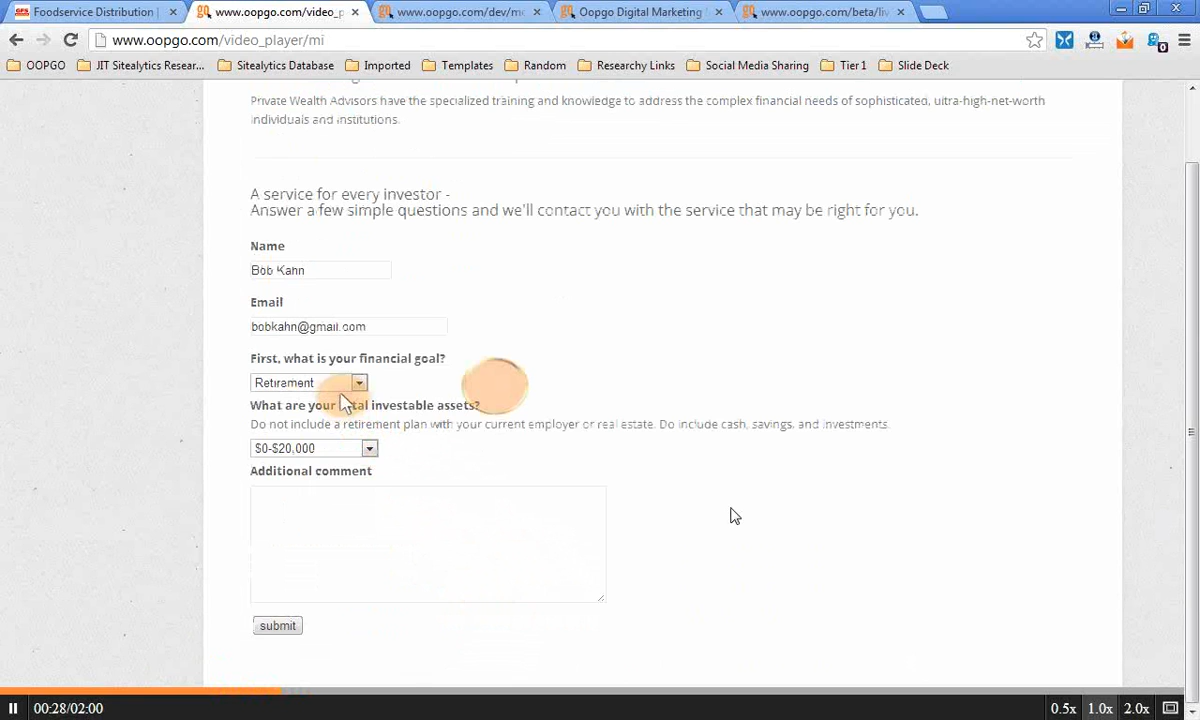 Foodservice Distribution |
www.oopgo.com/video_p
www.oopgo.com/dev/m
Oopgo Digital Marketing
www.oopgo.com/beta/liv
www.oopgo.com/video_player/mi
OOPGO
JIT Sitealytics Resear...
Sitealytics Database
Imported
Templates
Random
Researchy Links
Social Media Sharing
Tier1
Slide Deck
Private Wealth Advisors have the specialized training and knowledge to address the complex financial needs of sophisticated, ultra-high-net-worth
individuals and institutions.
A service for every investor -
Answer a few simple questions and we'll contact you with the service that may be right for you.
Name
Bob Kahn
Email
bobkahn@gmail.com
First, what is your financial goal?
Retirement
What are your total investable assets?
Do not include a retirement plan with your current employer or real estate. Do include cash, savings, and investments.
$0-$20,000
Additional comment
submit
00:28/02:00
0.5x
1.0x
2.0x